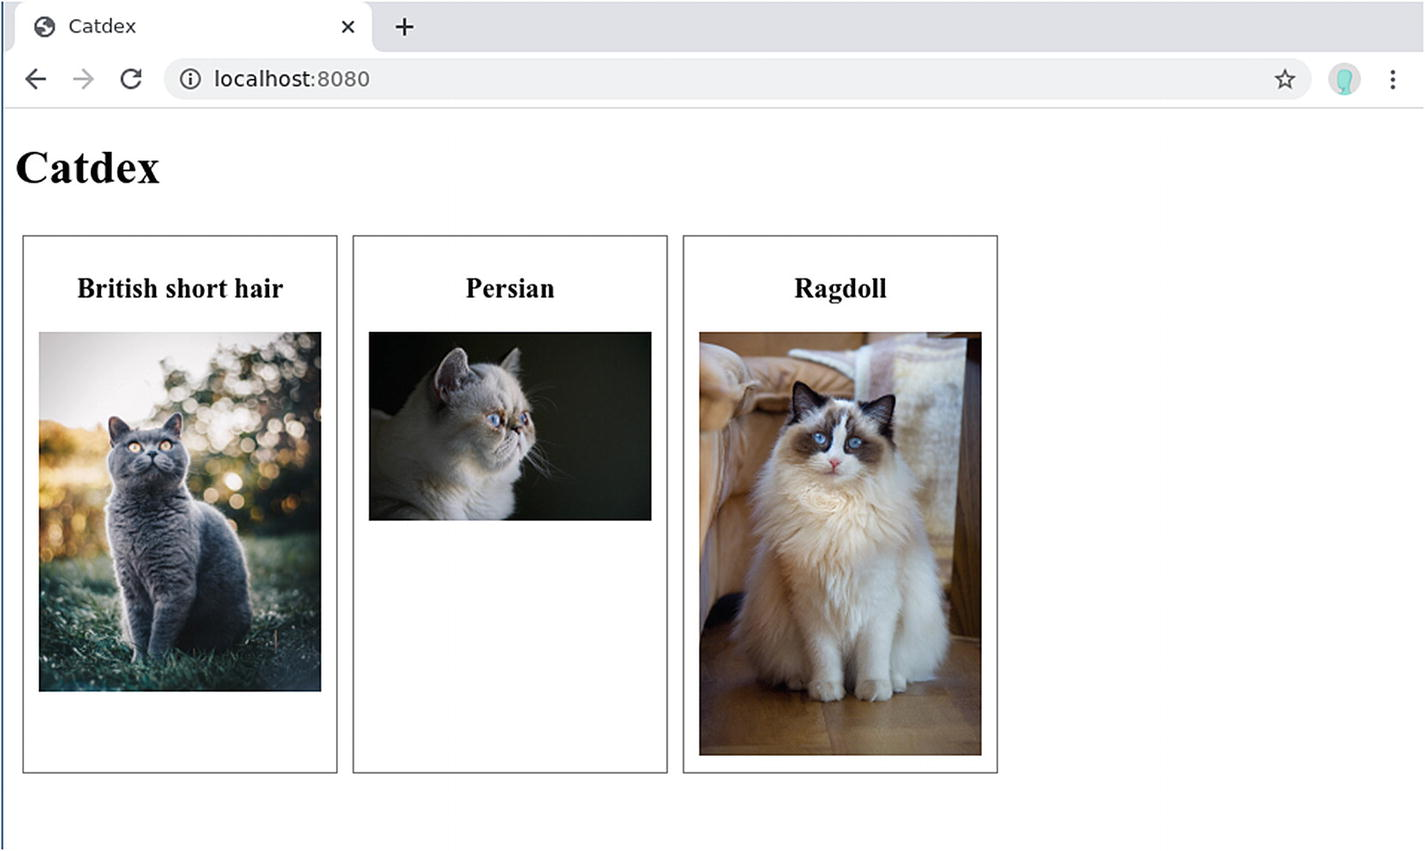 Catdex
localhost:8080
Catdex
British short hair
Persian
Ragdoll